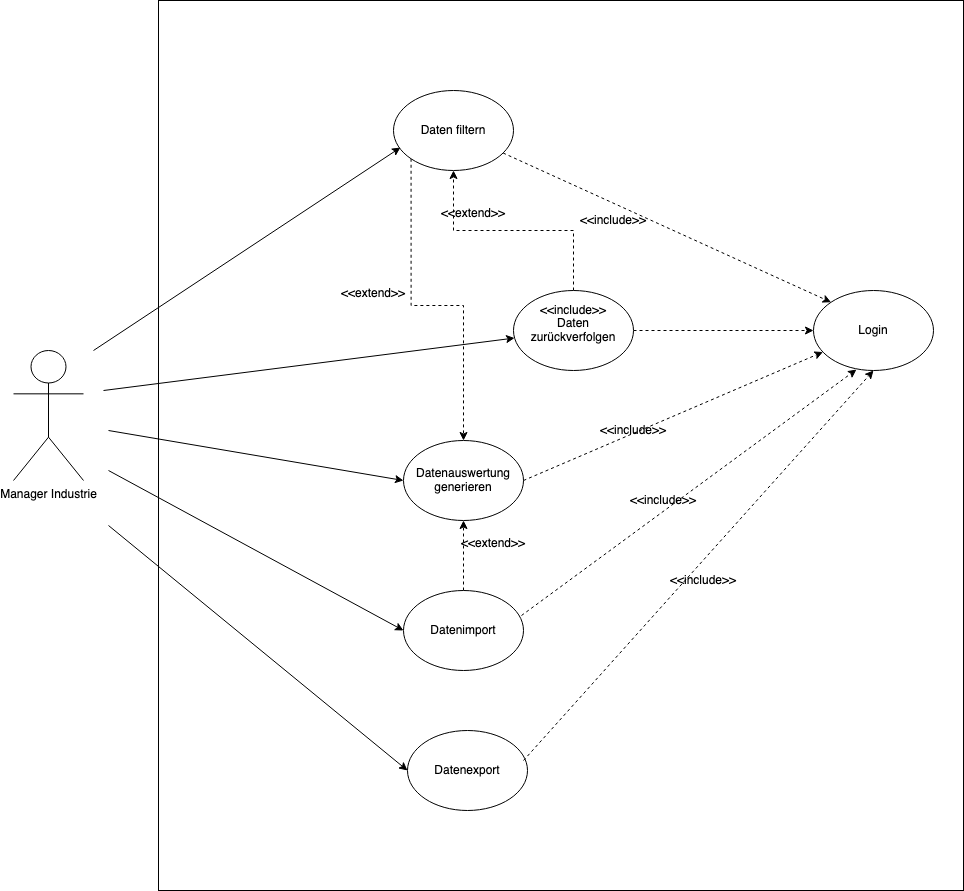 Daten filtern
<<extend>>
<<include>>
<<extend>>
<<include>>
Daten
zurückverfolgen
Login
<<include>>
Datenauswertung
generieren
Manager Industrie
<<include>>
<<extend>>
<<include>>
Datenimport
Datenexport